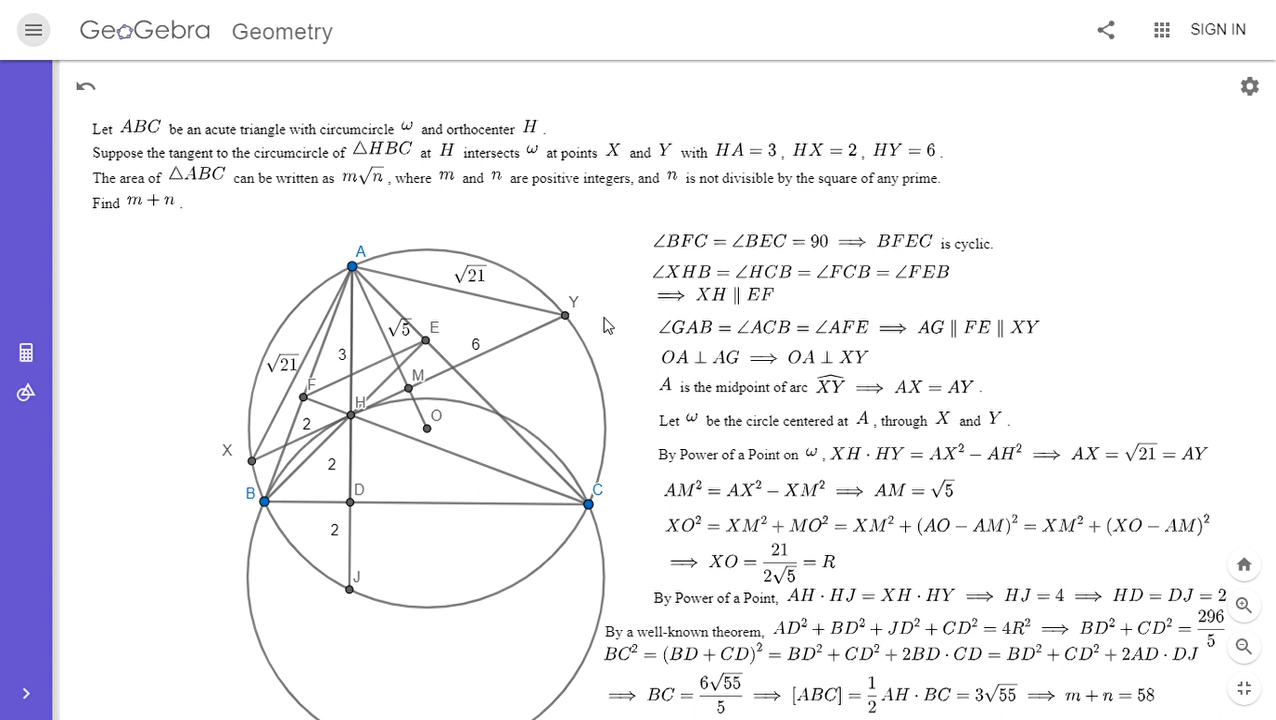 GeoGebra Geometry
SIGN IN
Let ABC be an acute triangle with circumcircle ω and orthocenter H .
Suppose the tangent to the circumcircle of △HBC at H intersects ω at points X and Y with HA = 3 , HX = 2 , HY = 6 .
The area of △ABC can be written as m√n , where m and n are positive integers, and n is not divisible by the square of any prime.
Find m + n .
∠BFC = ∠BEC = 90 ⟹ BFEC is cyclic.
∠XHB = ∠HCB = ∠FCB = ∠FEB
⟹ XH ∥ EF
∠GAB = ∠ACB = ∠AFE ⟹ AG ∥ FE ∥ XY
OA ⊥ AG ⟹ OA ⊥ XY
A is the midpoint of arc X͡Y ⟹ AX = AY .
Let ω be the circle centered at A , through X and Y .
By Power of a Point on ω , XH · HY = AX² − AH² ⟹ AX = √21 = AY
AM² = AX² − XM² ⟹ AM = √5
XO² = XM² + MO² = XM² + (AO − AM)² = XM² + (XO − AM)²
⟹ XO = 21/(2√5) = R
By Power of a Point, AH · HJ = XH · HY ⟹ HJ = 4 ⟹ HD = DJ = 2
By a well-known theorem, AD² + BD² + JD² + CD² = 4R² ⟹ BD² + CD² = 296/5
BC² = (BD + CD)² = BD² + CD² + 2BD · CD = BD² + CD² + 2AD · DJ
⟹ BC = 6√55/5 ⟹ [ABC] = 1/2 AH · BC = 3√55 ⟹ m + n = 58
A
√21
Y
√5
E
6
3
√21
F
M
H
O
2
X
2
B
D
C
2
J